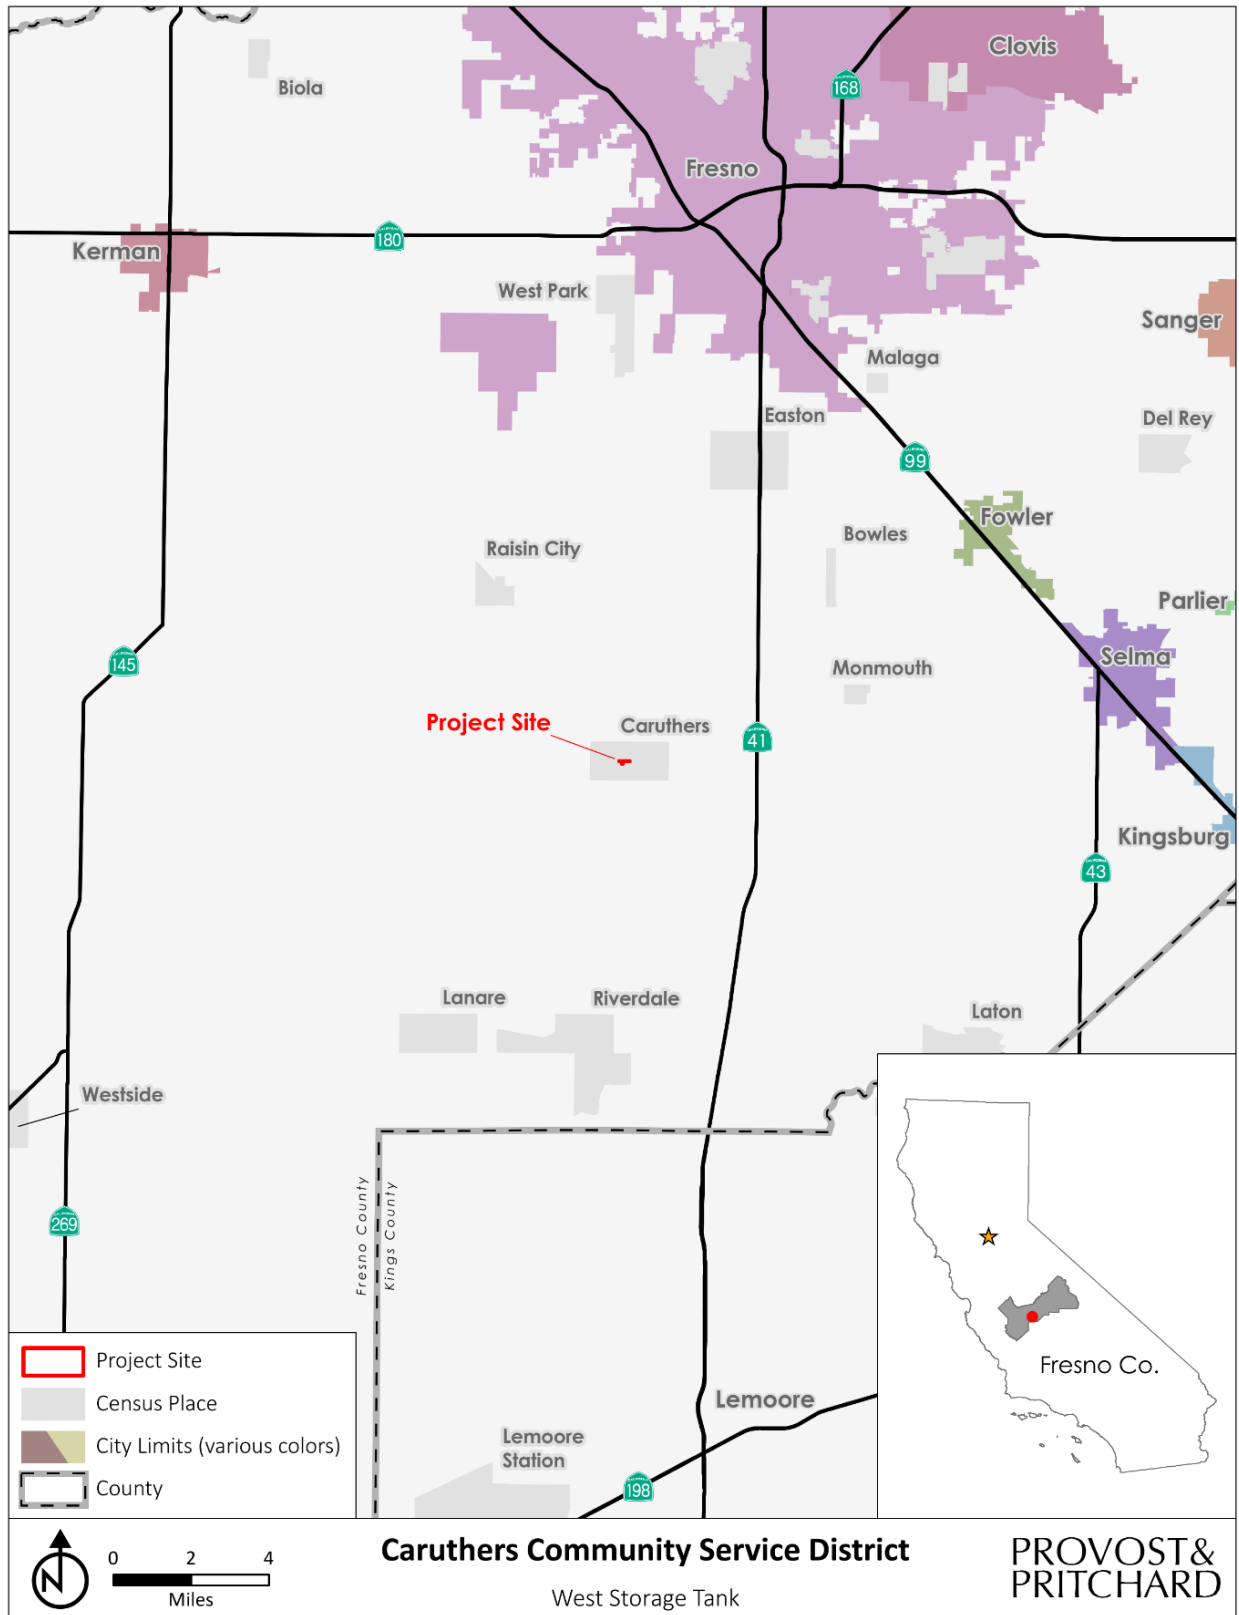 Clovis
168
Biola
Fresno
180
Kerman
West Park
Sanger
Malaga
Easton
Del Rey
99
Fowler
Bowles
Raisin City
Parlier
145
Selma
Monmouth
Project Site
Caruthers
41
Kingsburg
43
Lanare
Riverdale
Laton
Westside
Fresno County
Kings County
269
Fresno Co.
Lemoore
Lemoore
Station
198
Project Site
Census Place
City Limits (various colors)
County
N
0 2 4
Miles
Caruthers Community Service District
West Storage Tank
PROVOST&
PRITCHARD